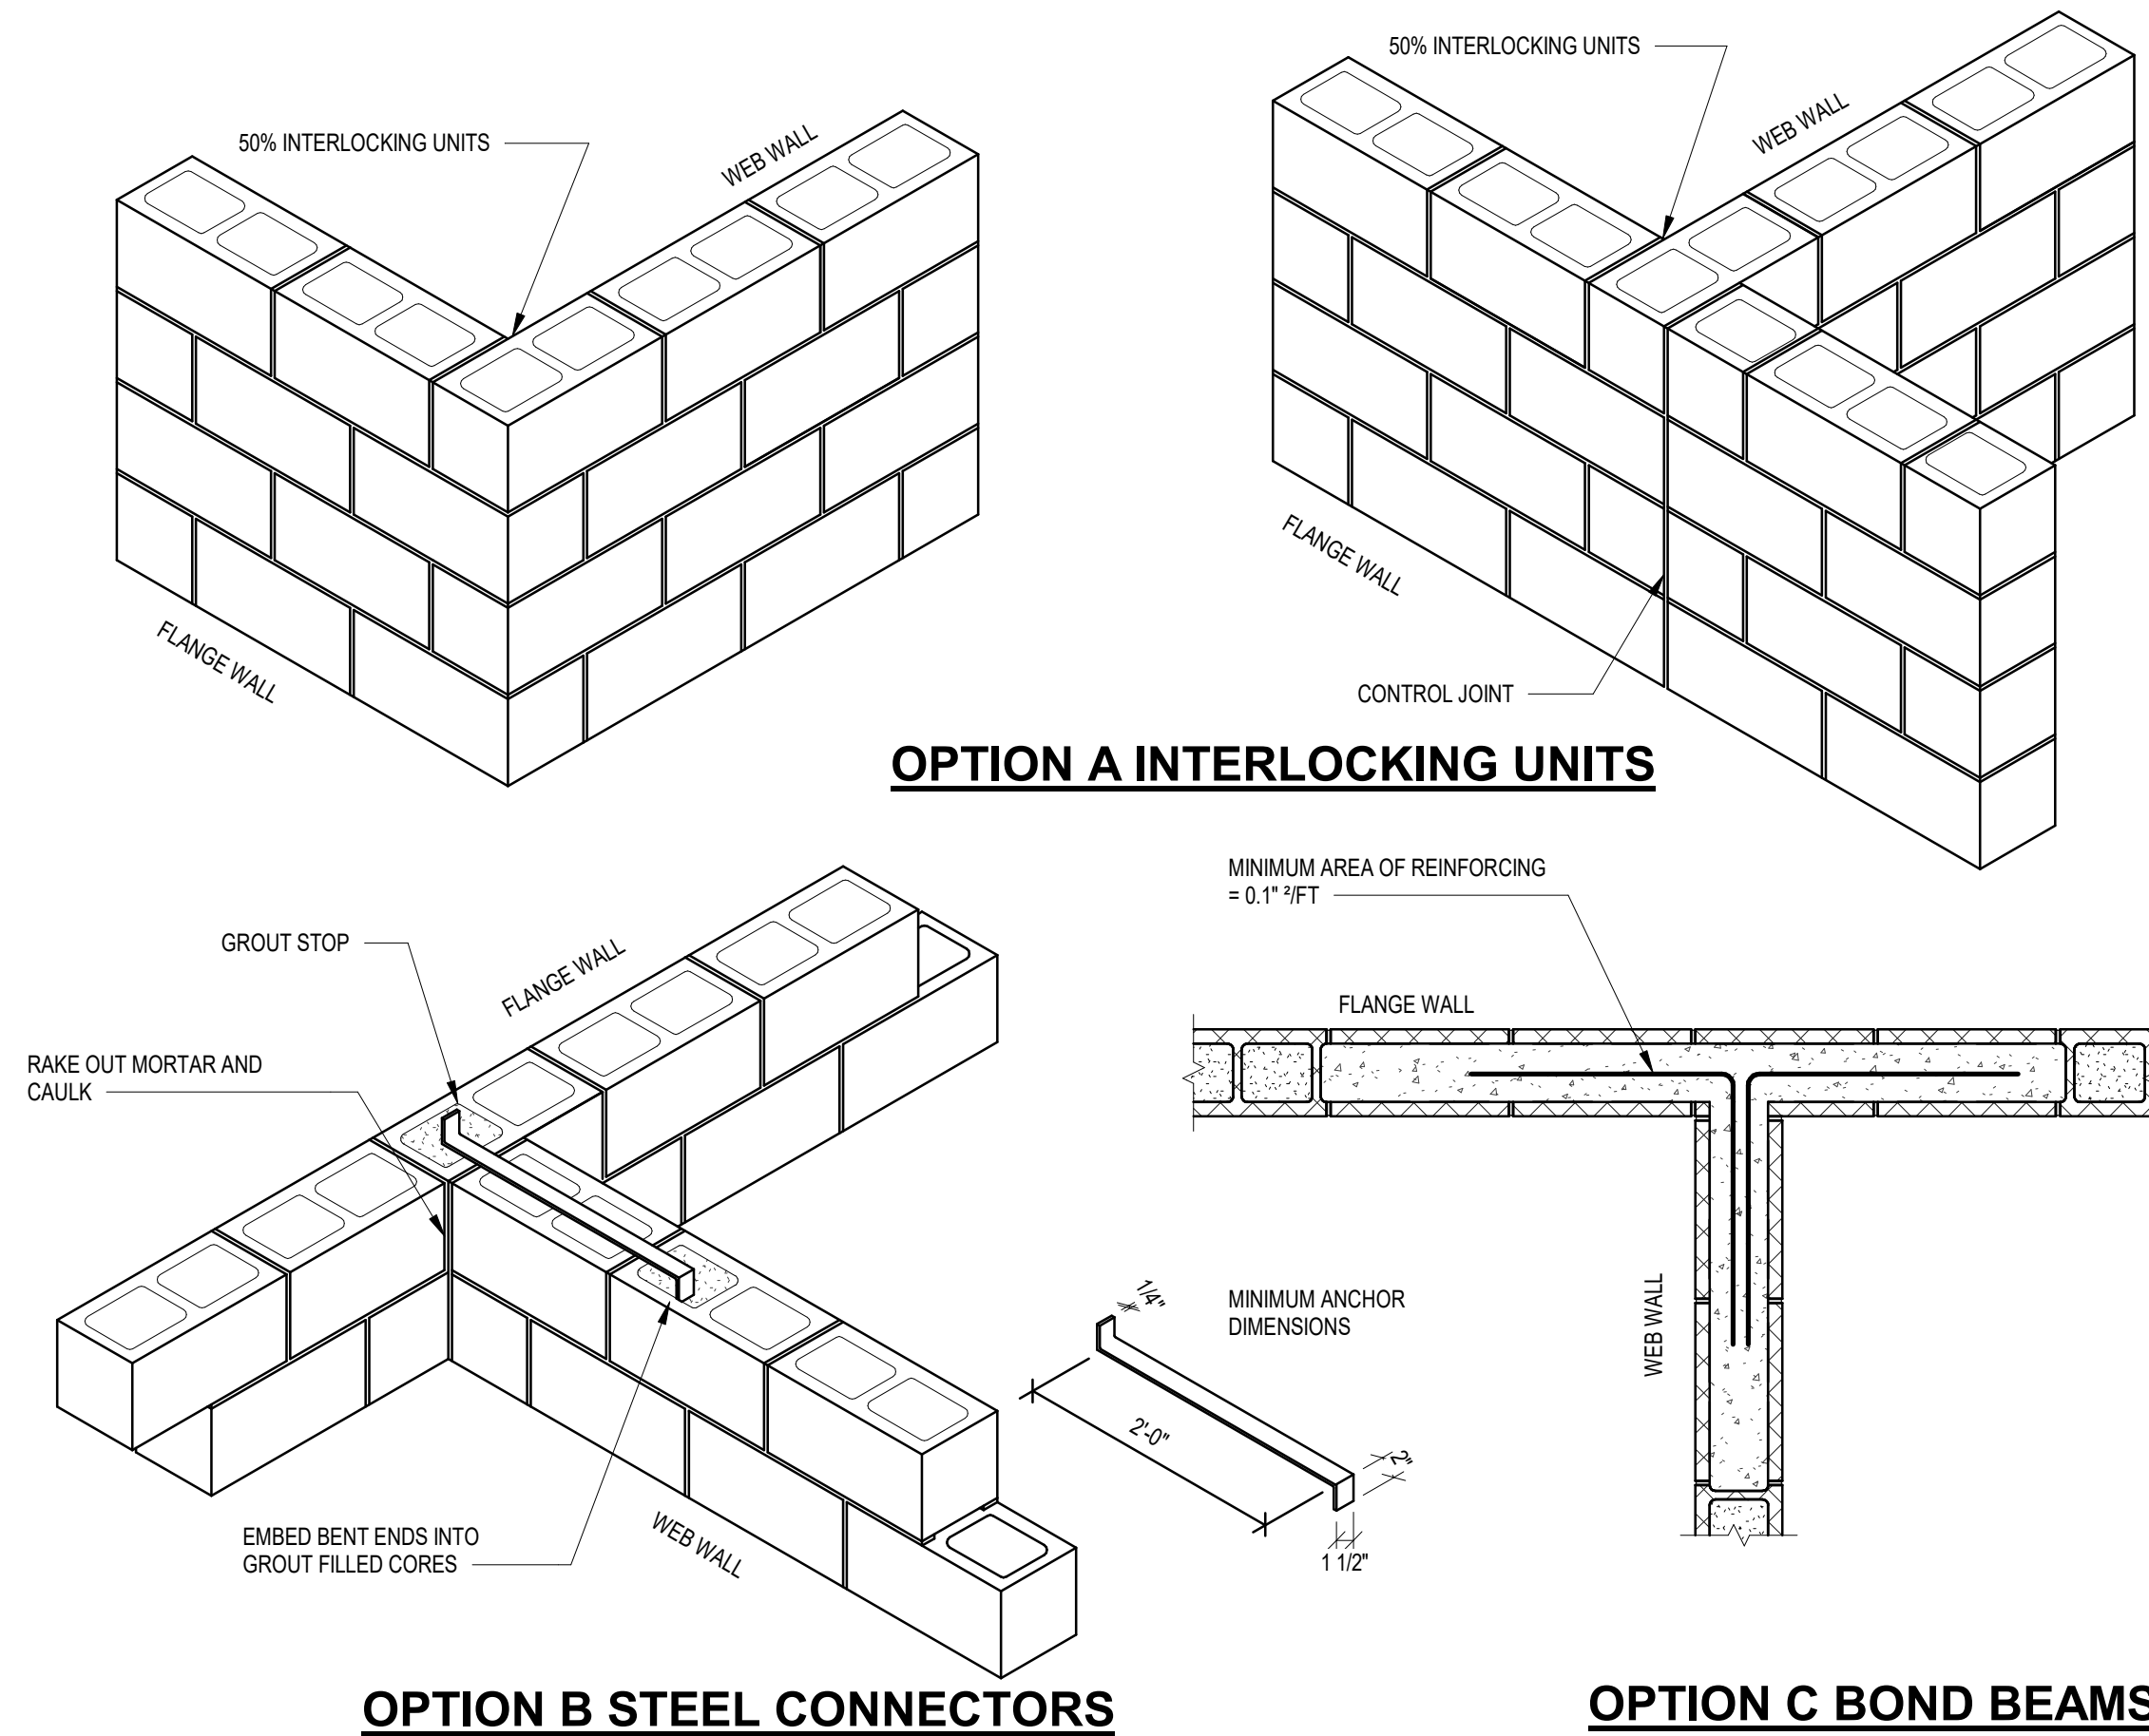 50% INTERLOCKING UNITS
WEB WALL
FLANGE WALL
50% INTERLOCKING UNITS
WEB WALL
FLANGE WALL
CONTROL JOINT
OPTION A INTERLOCKING UNITS
GROUT STOP
FLANGE WALL
RAKE OUT MORTAR AND
CAULK
EMBED BENT ENDS INTO
GROUT FILLED CORES
WEB WALL
1/4"
MINIMUM ANCHOR
DIMENSIONS
2'-0"
2"
1 1/2"
OPTION B STEEL CONNECTORS
MINIMUM AREA OF REINFORCING
= 0.1" ²/FT
FLANGE WALL
WEB WALL
OPTION C BOND BEAMS